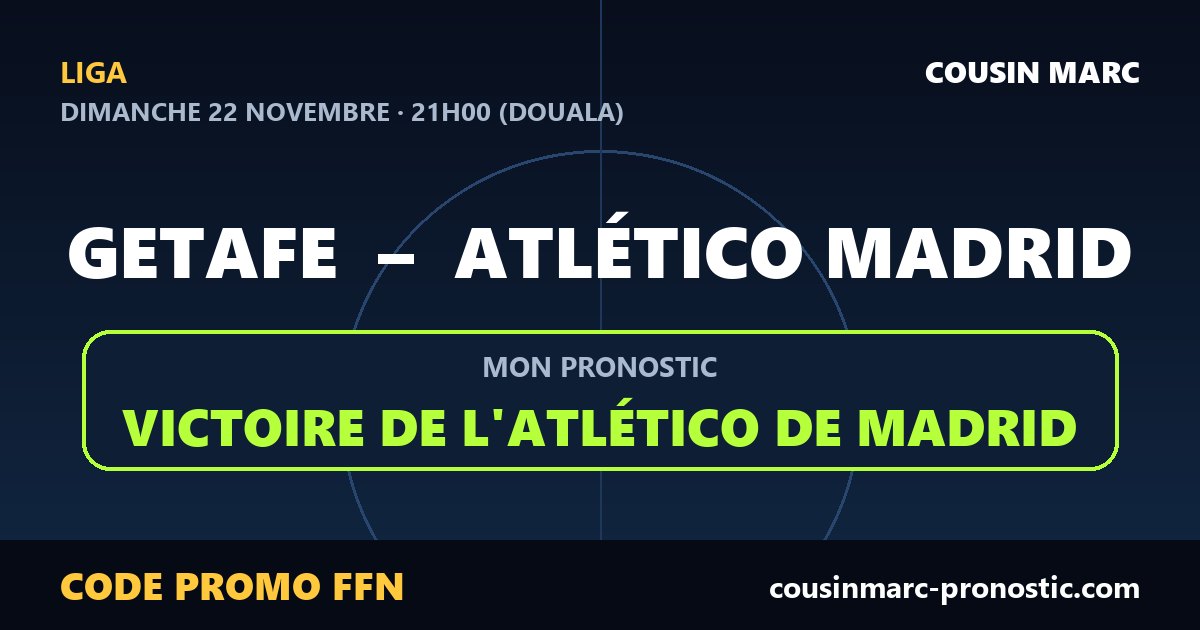 LIGA
COUSIN MARC
DIMANCHE 22 NOVEMBRE · 21H00 (DOUALA)
GETAFE – ATLÉTICO MADRID
MON PRONOSTIC
VICTOIRE DE L'ATLÉTICO DE MADRID
CODE PROMO FFN
cousinmarc-pronostic.com